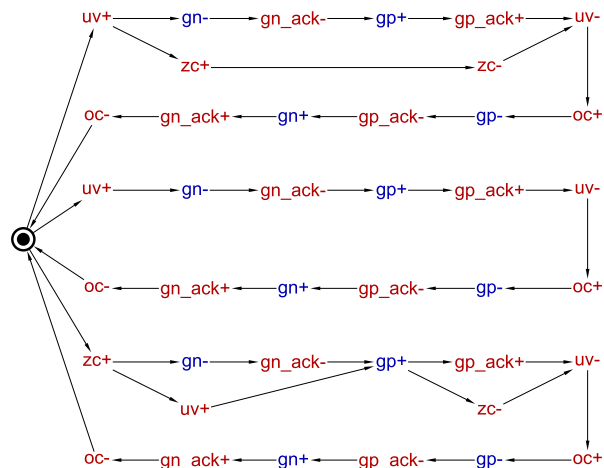 uv+ gn- gn_ack- gp+ gp_ack+ uv-
zc+ zc-
oc- gn_ack+ gn+ gp_ack- gp- oc+
uv+ gn- gn_ack- gp+ gp_ack+ uv-
oc- gn_ack+ gn+ gp_ack- gp- oc+
zc+ gn- gn_ack- gp+ gp_ack+ uv-
uv+ zc-
oc- gn_ack+ gn+ gp_ack- gp- oc+